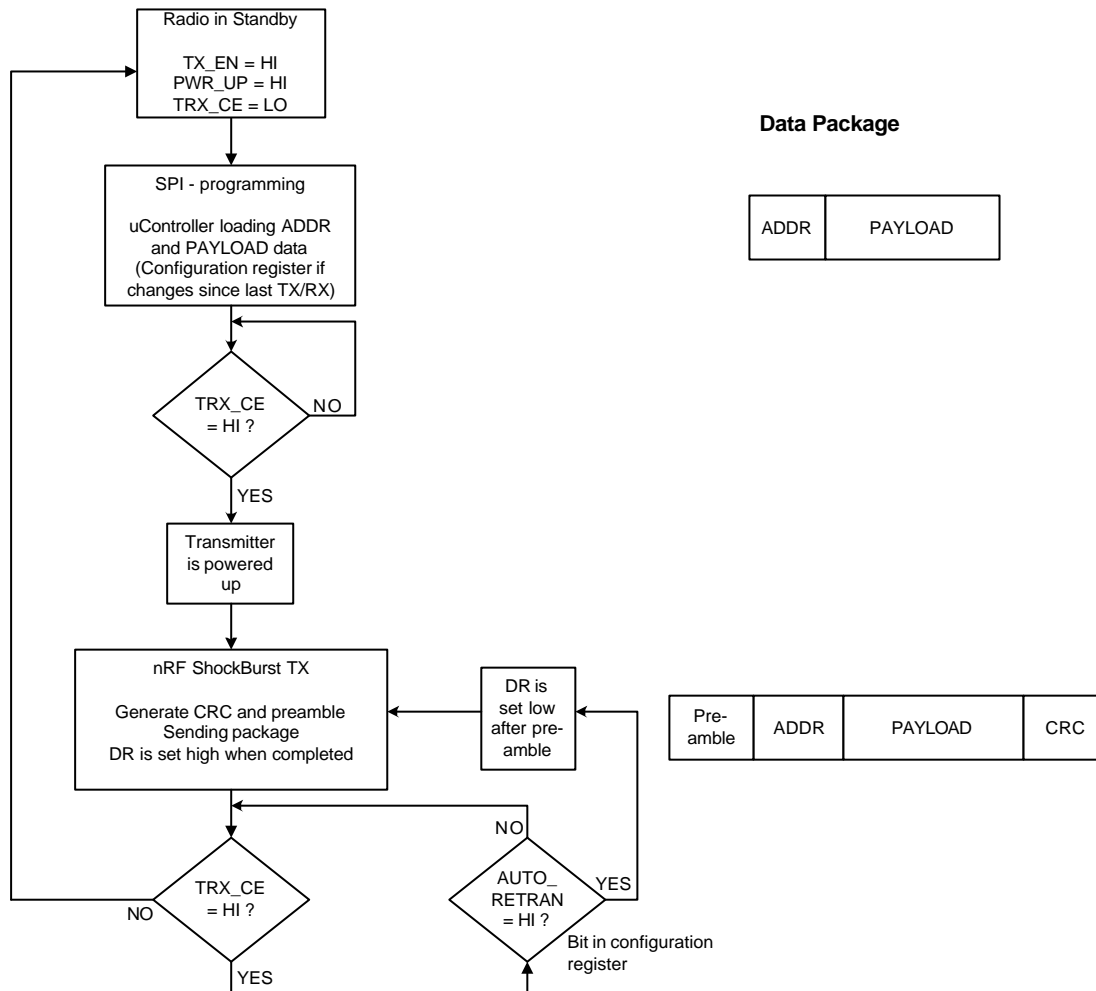 Radio in Standby
TX_EN = HI
PWR_UP = HI
TRX_CE = LO
Data Package
SPI - programming
uController loading ADDR
and PAYLOAD data
(Configuration register if
changes since last TX/RX)
ADDR
PAYLOAD
TRX_CE
= HI ?
NO
YES
Transmitter
is powered
up
nRF ShockBurst TX
Generate CRC and preamble
Sending package
DR is set high when completed
DR is
set low
after pre-
amble
Pre-
amble
ADDR
PAYLOAD
CRC
TRX_CE
= HI ?
NO
YES
NO
AUTO_
RETRAN
= HI ?
YES
Bit in configuration
register